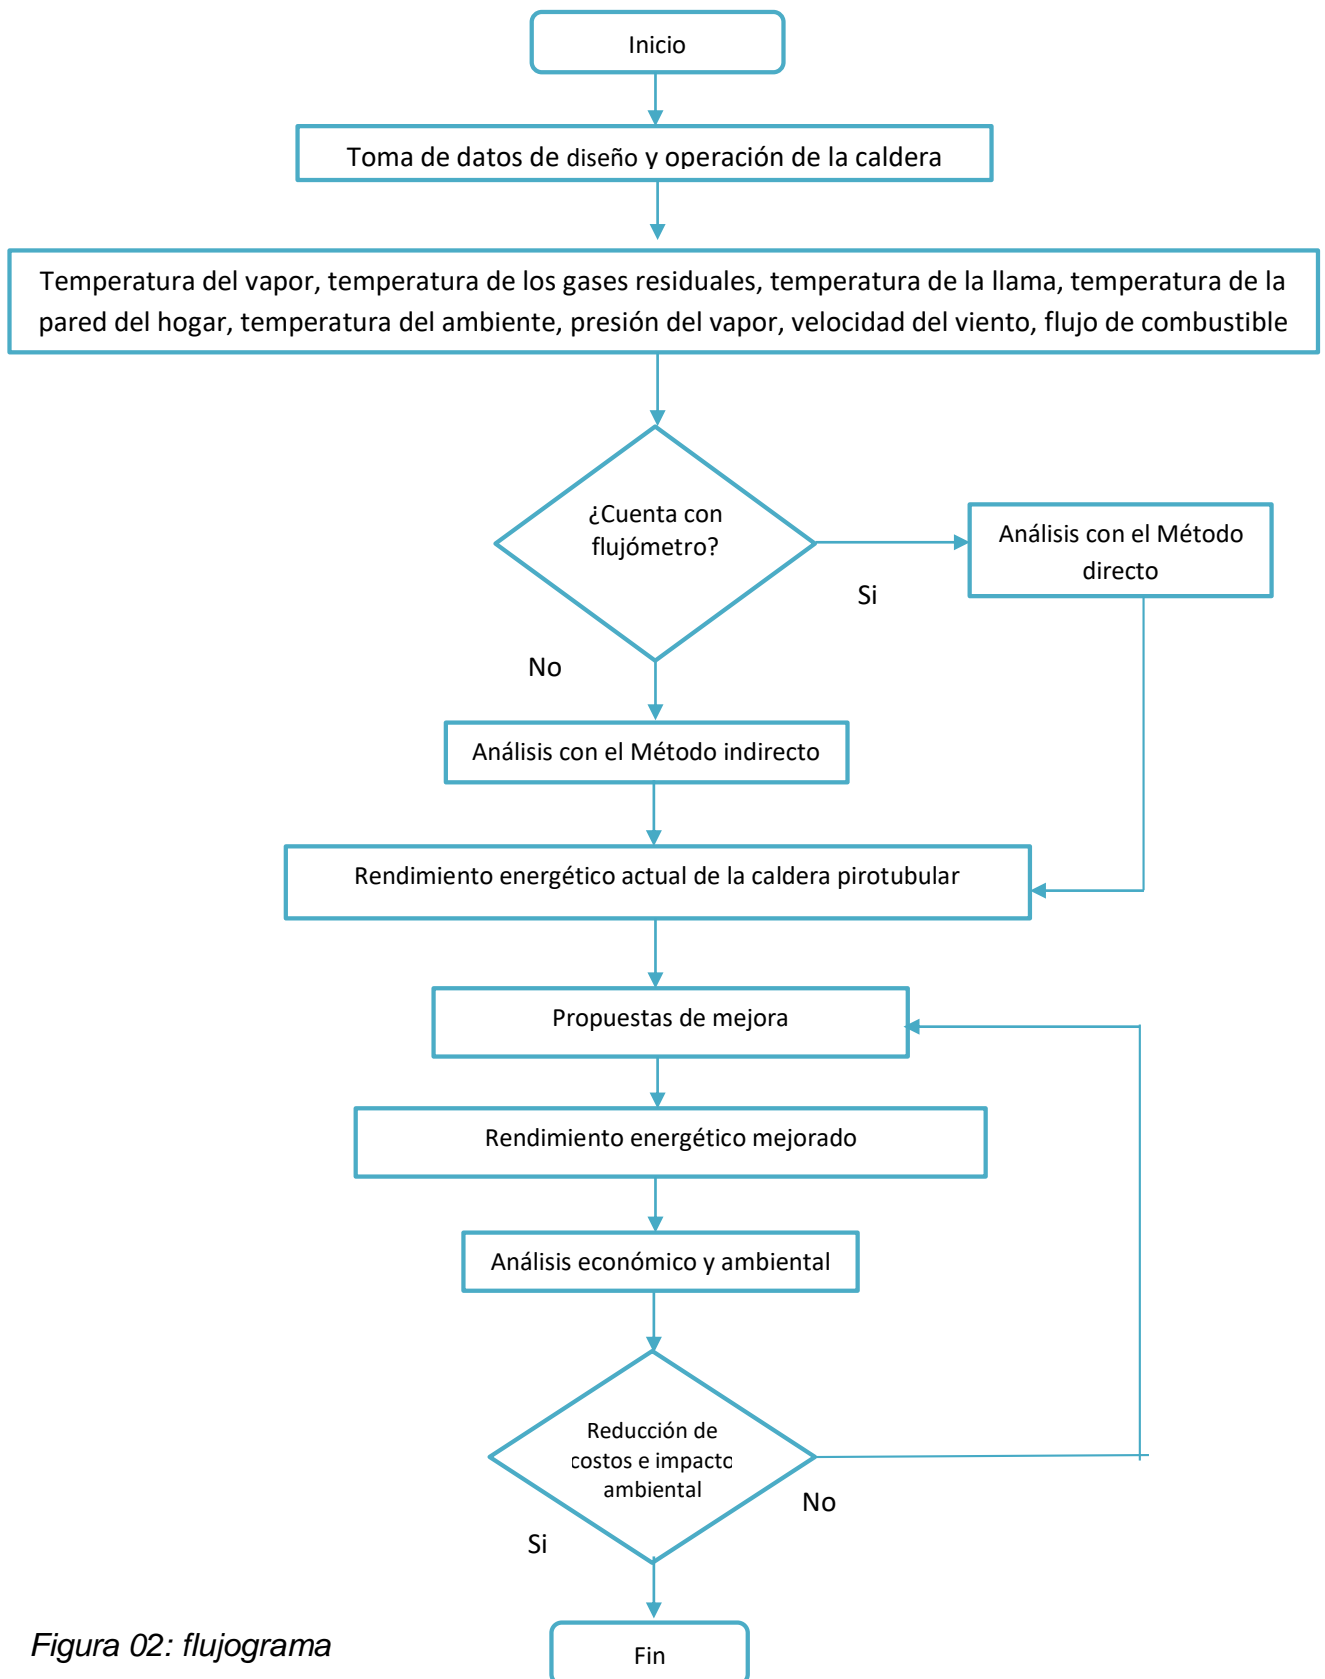 Inicio
Toma de datos de diseño y operación de la caldera
Temperatura del vapor, temperatura de los gases residuales, temperatura de la llama, temperatura de la
pared del hogar, temperatura del ambiente, presión del vapor, velocidad del viento, flujo de combustible
¿Cuenta con
flujómetro?
Si
Análisis con el Método
directo
No
Análisis con el Método indirecto
Rendimiento energético actual de la caldera pirotubular
Propuestas de mejora
Rendimiento energético mejorado
Análisis económico y ambiental
Reducción de
costos e impacto
ambiental
No
Si
Fin
Figura 02: flujograma